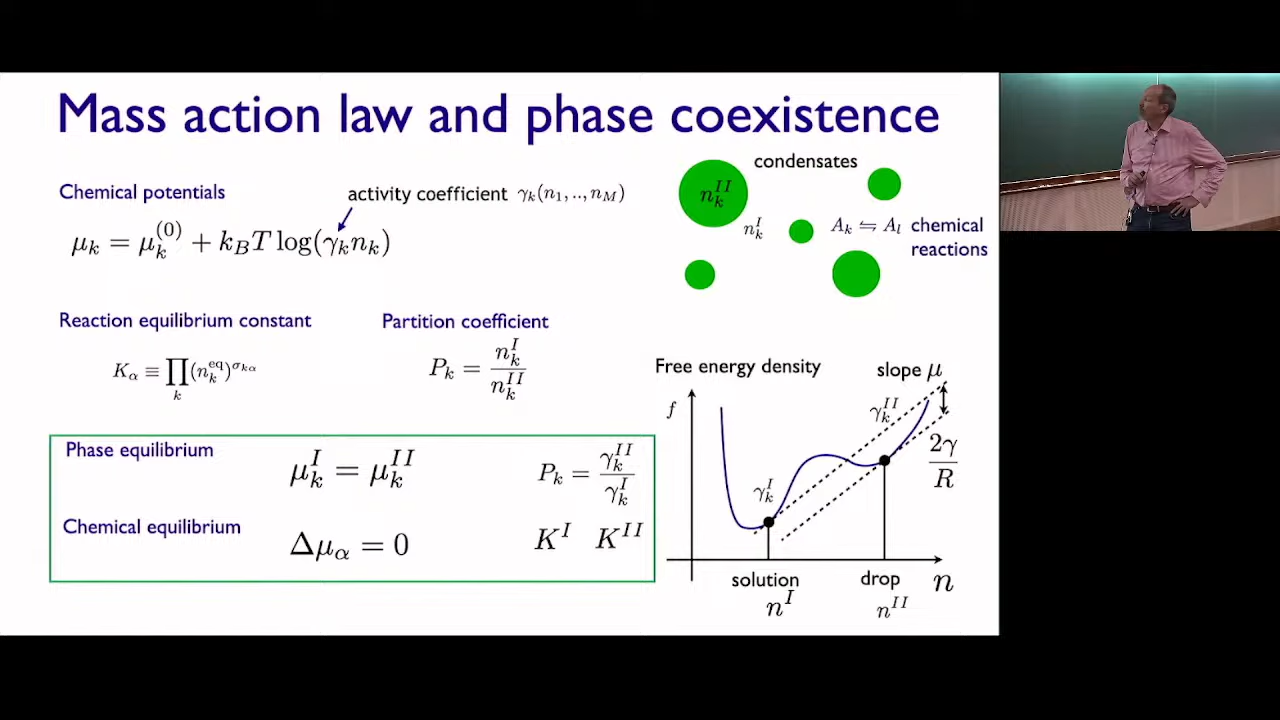 Mass action law and phase coexistence
Chemical potentials
activity coefficient γ_k(n_1,..,n_M)
μ_k = μ_k^{(0)} + k_B T log(γ_k n_k)
condensates
n_k^{II}
n_k^I
A_k ⇋ A_l chemical
reactions
Reaction equilibrium constant
K_α ≡ ∏_k (n_k^{eq})^{σ_{kα}}
Partition coefficient
P_k = n_k^I / n_k^{II}
Phase equilibrium
μ_k^I = μ_k^{II}
P_k = γ_k^{II} / γ_k^I
Chemical equilibrium
Δμ_α = 0
K^I K^{II}
Free energy density
slope μ
f
γ_k^{II}
2γ / R
γ_k^I
solution
n^I
drop
n^{II}
n